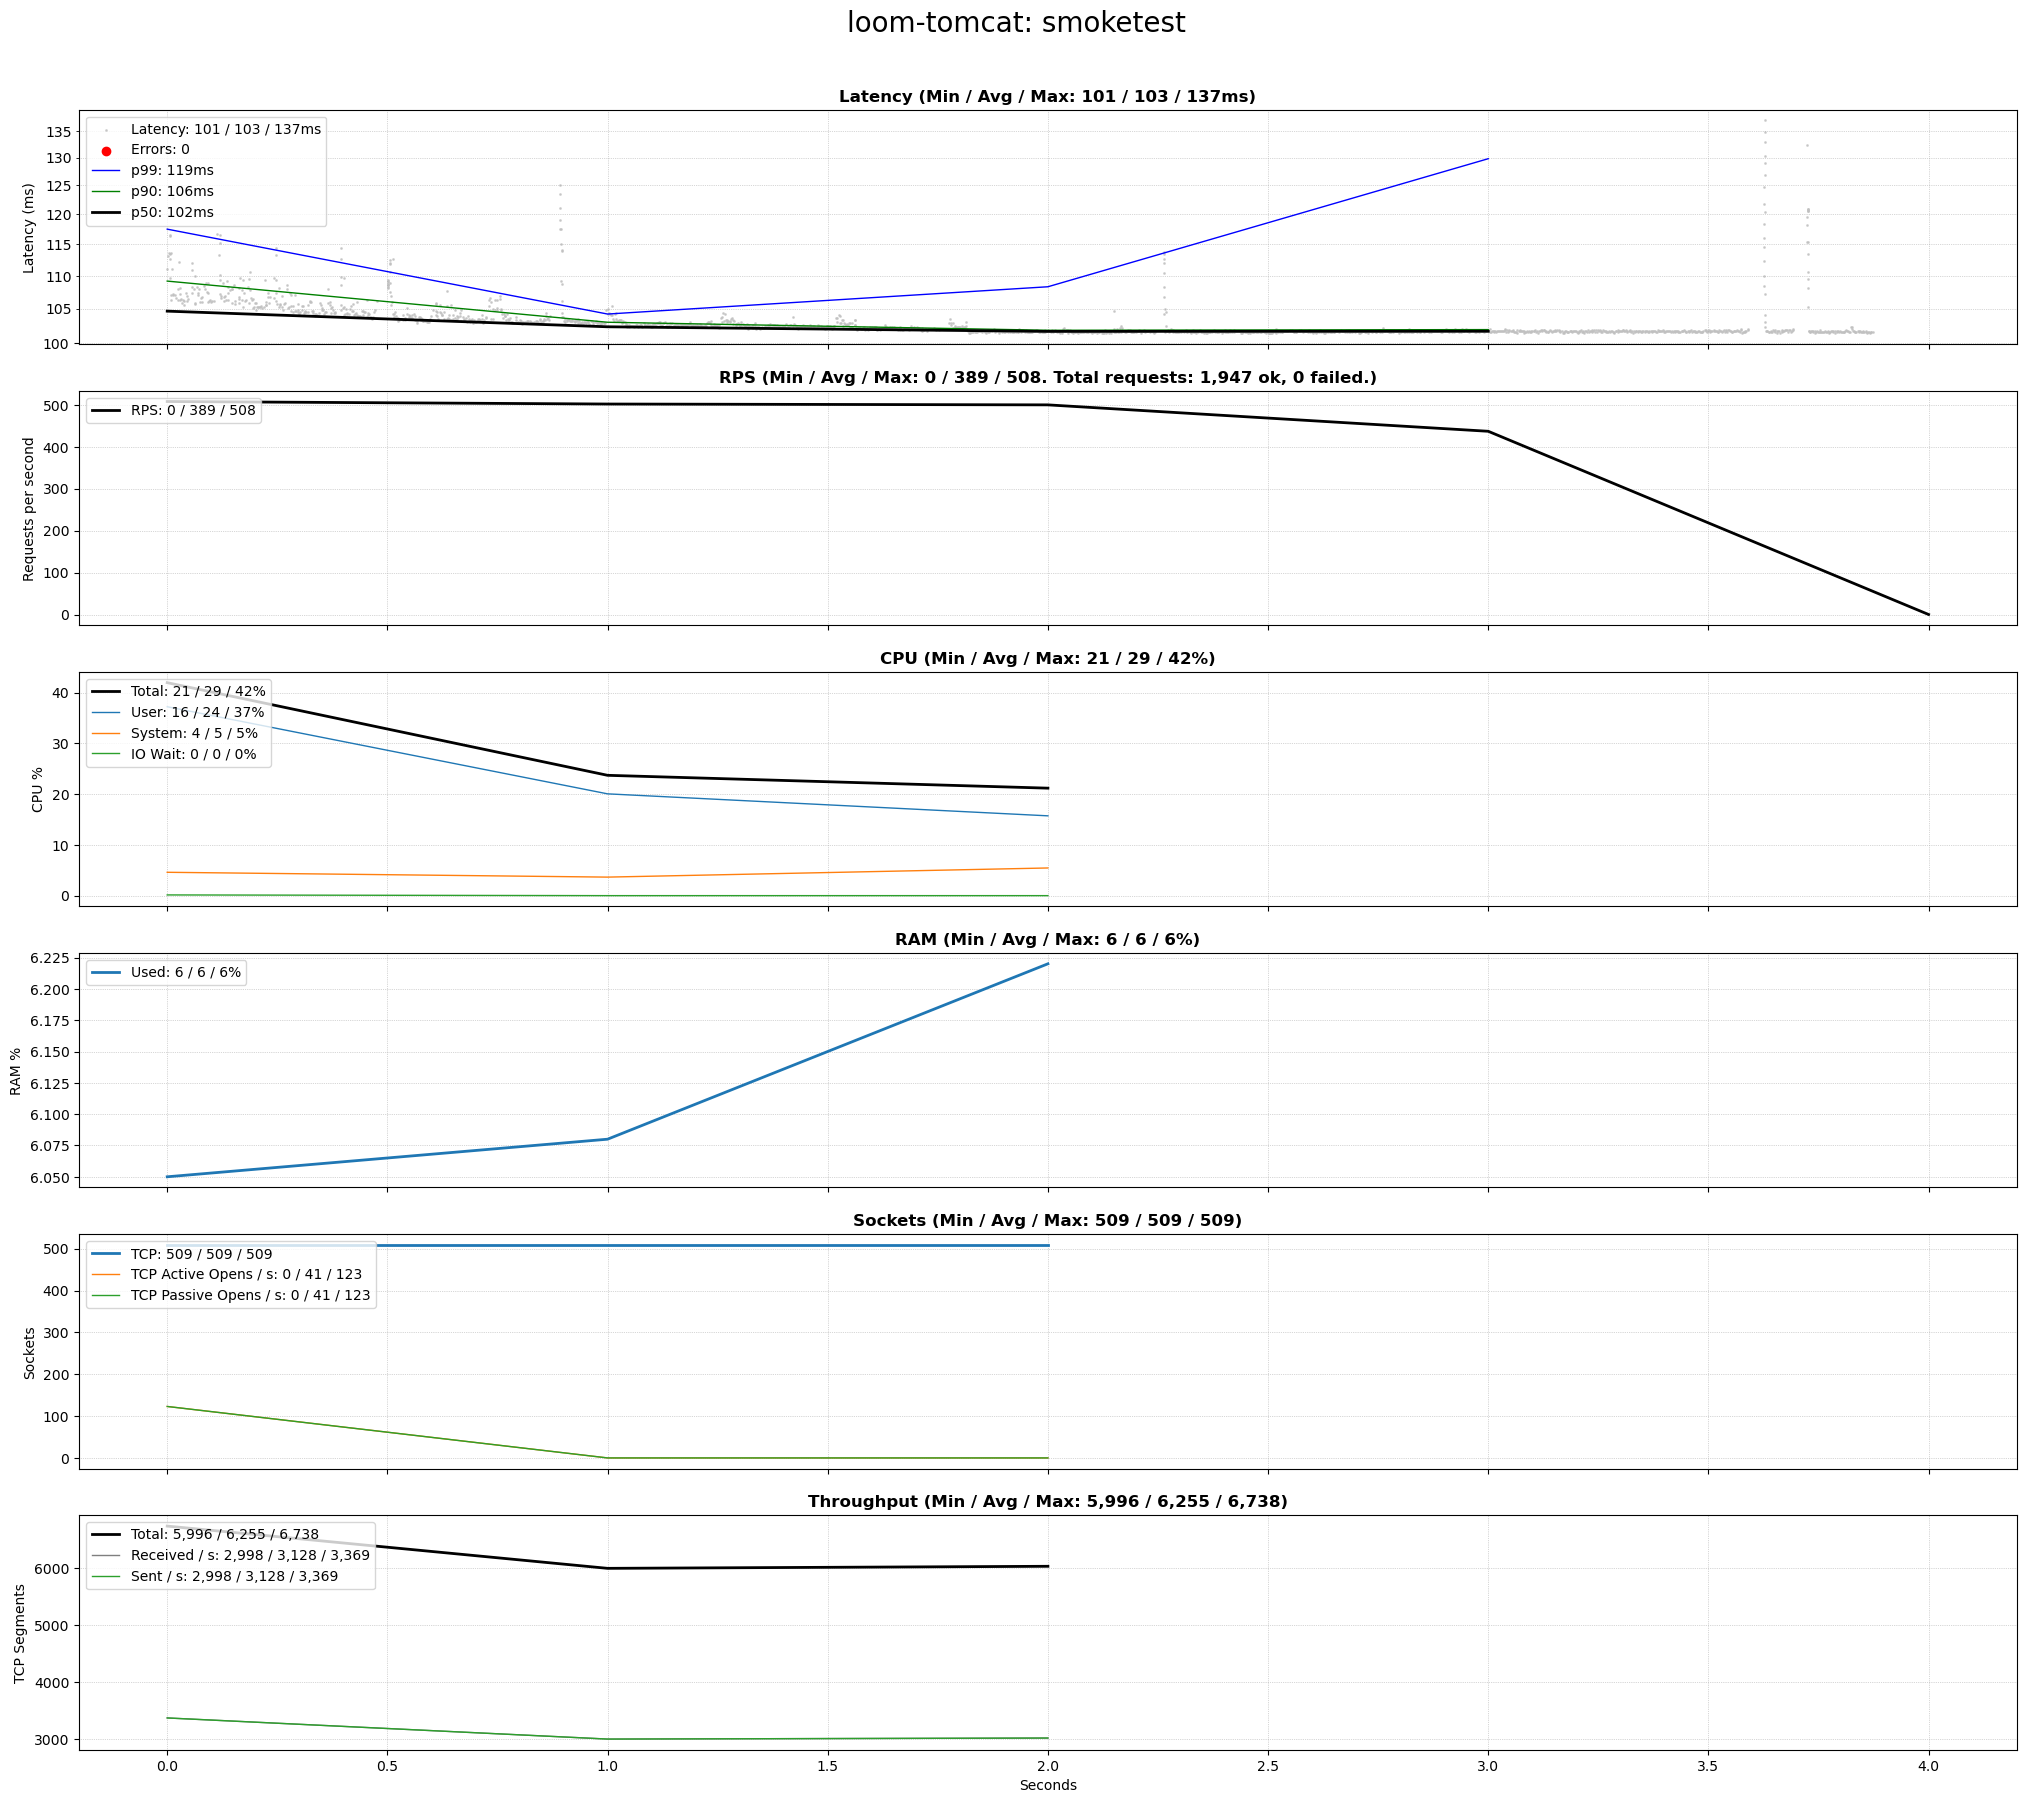 loom-tomcat: smoketest
Latency (Min / Avg / Max: 101 / 103 / 137ms)
Latency: 101 / 103 / 137ms
Errors: 0
p99: 119ms
p90: 106ms
p50: 102ms
135
130
125
120
115
110
105
100
Latency (ms)
RPS (Min / Avg / Max: 0 / 389 / 508. Total requests: 1,947 ok, 0 failed.)
RPS: 0 / 389 / 508
500
400
300
200
100
0
Requests per second
CPU (Min / Avg / Max: 21 / 29 / 42%)
Total: 21 / 29 / 42%
User: 16 / 24 / 37%
System: 4 / 5 / 5%
IO Wait: 0 / 0 / 0%
40
30
20
10
0
CPU %
RAM (Min / Avg / Max: 6 / 6 / 6%)
Used: 6 / 6 / 6%
6.225
6.200
6.175
6.150
6.125
6.100
6.075
6.050
RAM %
Sockets (Min / Avg / Max: 509 / 509 / 509)
TCP: 509 / 509 / 509
TCP Active Opens / s: 0 / 41 / 123
TCP Passive Opens / s: 0 / 41 / 123
500
400
300
200
100
0
Sockets
Throughput (Min / Avg / Max: 5,996 / 6,255 / 6,738)
Total: 5,996 / 6,255 / 6,738
Received / s: 2,998 / 3,128 / 3,369
Sent / s: 2,998 / 3,128 / 3,369
6000
5000
4000
3000
TCP Segments
0.0 0.5 1.0 1.5 2.0 2.5 3.0 3.5 4.0
Seconds